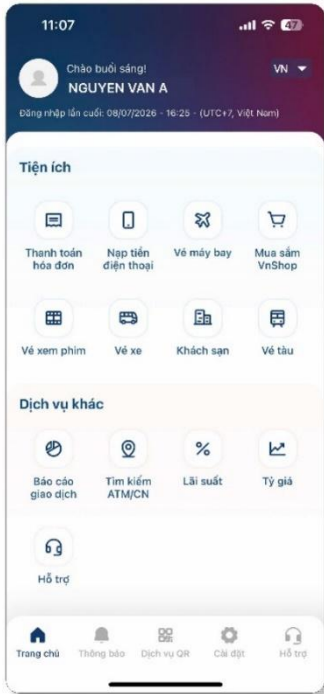 11:07
47
Chào buổi sáng!
VN
NGUYEN VAN A
Đăng nhập lần cuối: 08/07/2026 - 16:25 - (UTC+7, Việt Nam)
Tiện ích
Thanh toán
hóa đơn
Nạp tiền
điện thoại
Vé máy bay
Mua sắm
VnShop
Vé xem phim
Vé xe
Khách sạn
Vé tàu
Dịch vụ khác
Báo cáo
giao dịch
Tìm kiếm
ATM/CN
Lãi suất
Tỷ giá
Hỗ trợ
Trang chủ
Thông báo
Dịch vụ QR
Cài đặt
Hỗ trợ